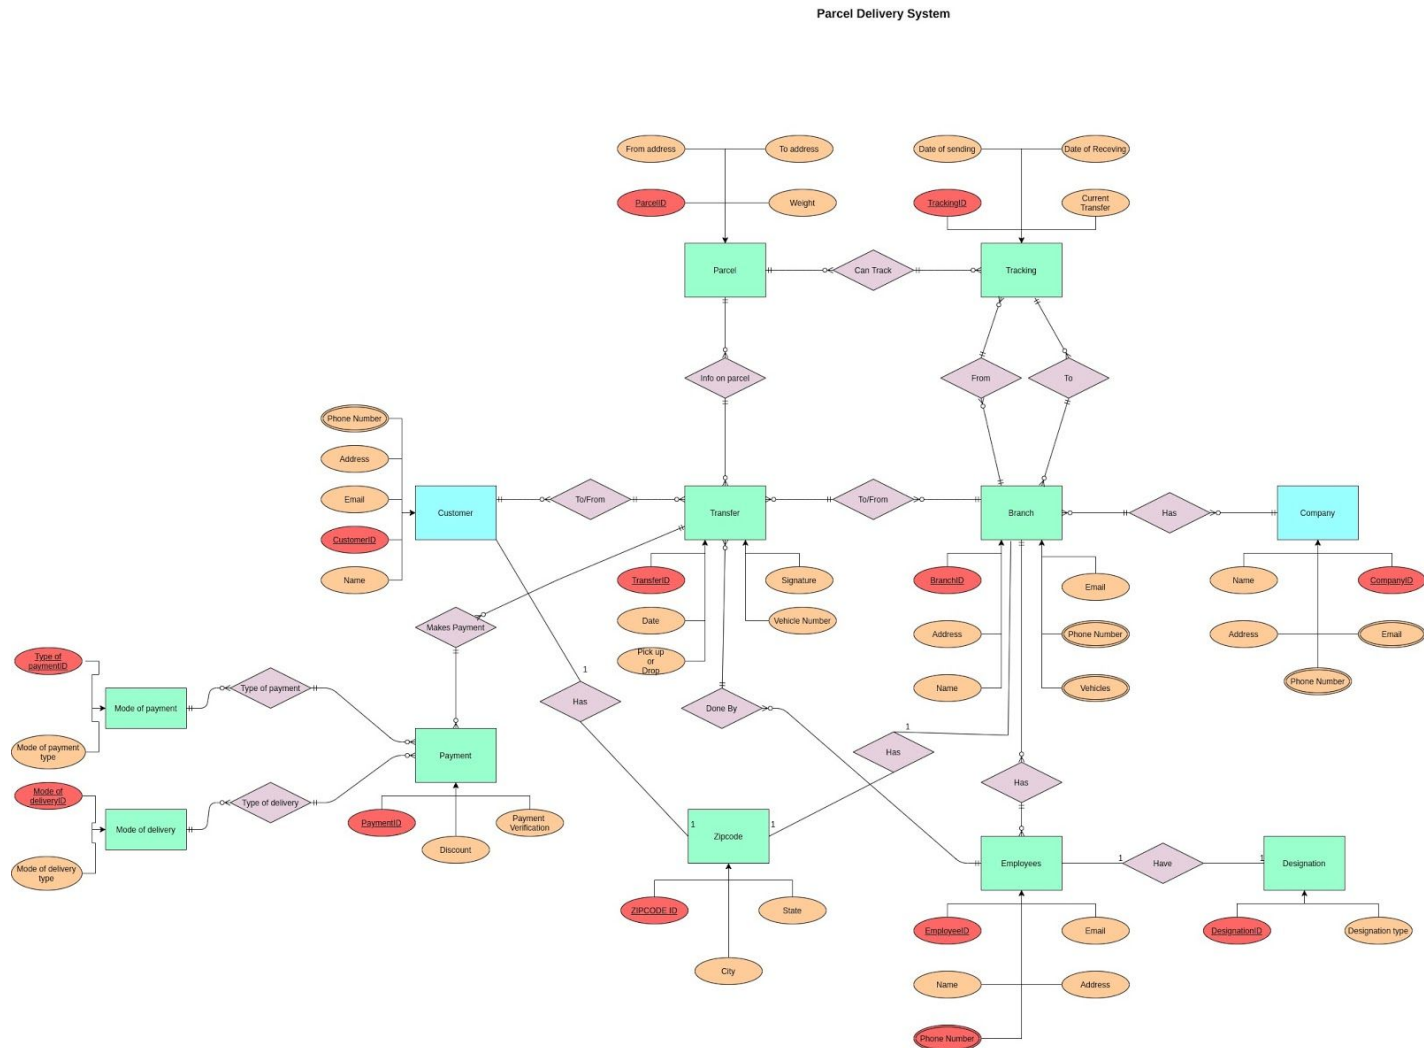 Parcel Delivery System
From address
To address
Date of sending
Date of Receving
ParcelID
Weight
TrackingID
Current
Transfer
Parcel
Can Track
Tracking
Info on parcel
From
To
Phone Number
Address
Email
CustomerID
Name
Customer
To/From
Transfer
To/From
Branch
Has
Company
TransferID
Signature
Date
Vehicle Number
Pick up
or
Drop
BranchID
Email
Address
Phone Number
Name
Vehicles
Name
CompanyID
Address
Email
Phone Number
Makes Payment
Type of
paymentID
Mode of payment
Type of payment
Mode of payment
type
Mode of
deliveryID
Mode of delivery
Type of delivery
Mode of delivery
type
Payment
PaymentID
Payment
Verification
Discount
1
Has
Done By
1
Has
Has
1
Zipcode
1
ZIPCODE ID
State
City
Employees
1
Have
1
Designation
EmployeeID
Email
Name
Address
Phone Number
DesignationID
Designation type